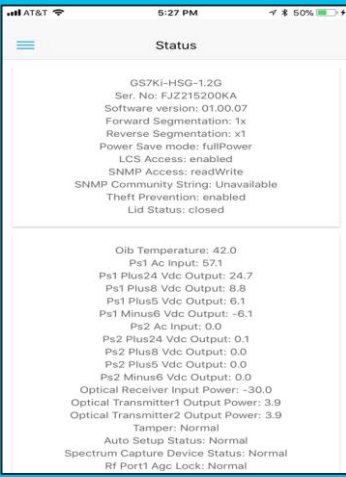 AT&T 5:27 PM 50%
Status
GS7Ki-HSG-1.2G
Ser. No: FJZ215200KA
Software version: 01.00.07
Forward Segmentation: 1x
Reverse Segmentation: x1
Power Save mode: fullPower
LCS Access: enabled
SNMP Access: readWrite
SNMP Community String: Unavailable
Theft Prevention: enabled
Lid Status: closed
Oib Temperature: 42.0
Ps1 Ac Input: 57.1
Ps1 Plus24 Vdc Output: 24.7
Ps1 Plus8 Vdc Output: 8.8
Ps1 Plus5 Vdc Output: 6.1
Ps1 Minus6 Vdc Output: -6.1
Ps2 Ac Input: 0.0
Ps2 Plus24 Vdc Output: 0.1
Ps2 Plus8 Vdc Output: 0.0
Ps2 Plus5 Vdc Output: 0.0
Ps2 Minus6 Vdc Output: 0.0
Optical Receiver Input Power: -30.0
Optical Transmitter1 Output Power: 3.9
Optical Transmitter2 Output Power: 3.9
Tamper: Normal
Auto Setup Status: Normal
Spectrum Capture Device Status: Normal
Rf Port1 Agc Lock: Normal